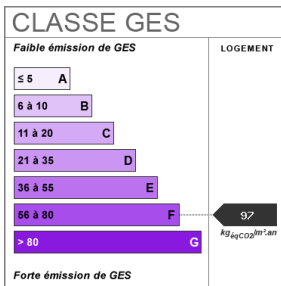 CLASSE GES
Faible émission de GES
LOGEMENT
≤ 5 A
6 à 10 B
11 à 20 C
21 à 35 D
36 à 55 E
56 à 80 F
97
kgéqCO2/m².an
> 80 G
Forte émission de GES